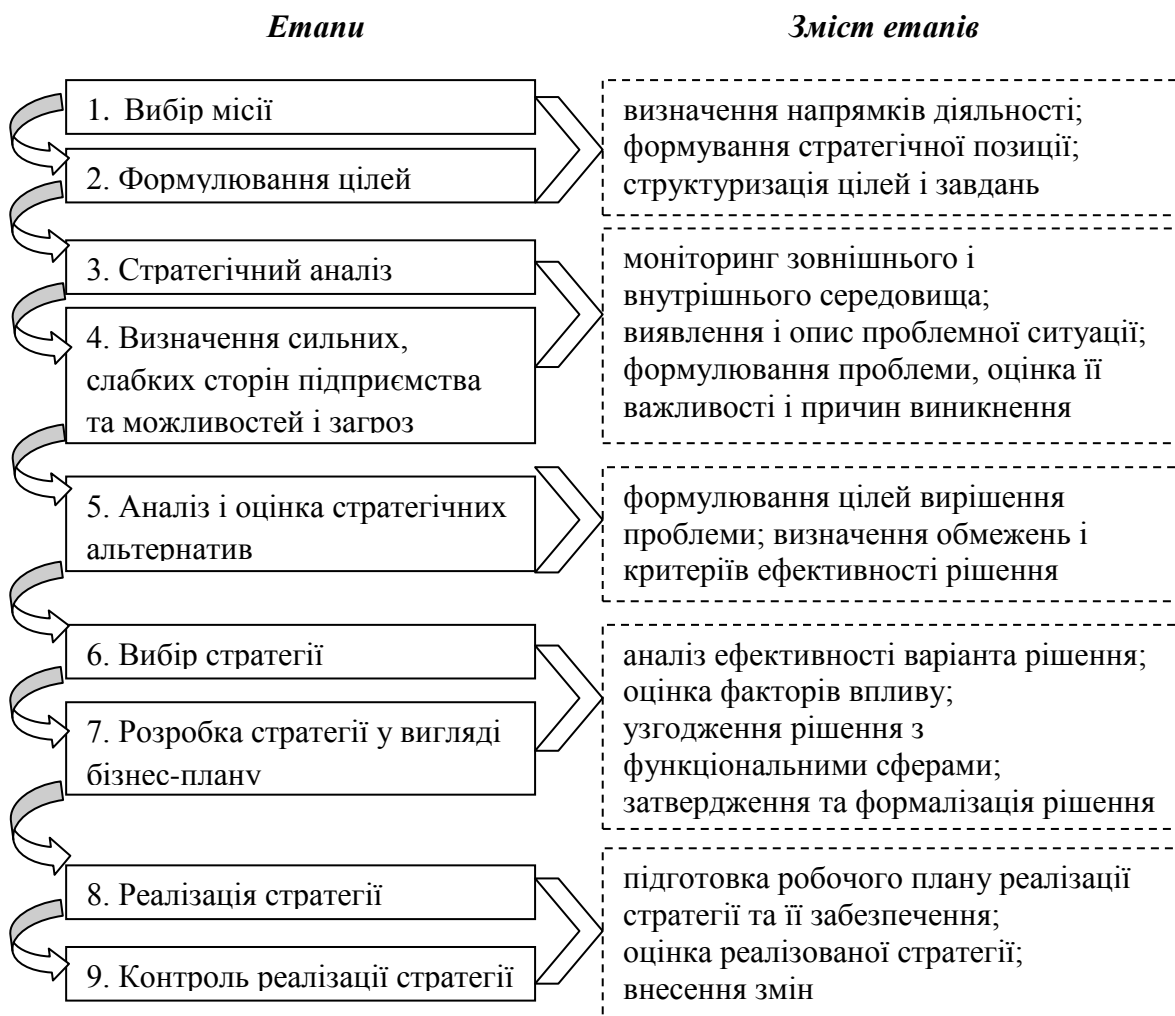 Етапи
Зміст етапів
1. Вибір місії
2. Формулювання цілей
визначення напрямків діяльності;
формування стратегічної позиції;
структуризація цілей і завдань
3. Стратегічний аналіз
4. Визначення сильних,
слабких сторін підприємства
та можливостей і загроз
моніторинг зовнішнього і
внутрішнього середовища;
виявлення і опис проблемної ситуації;
формулювання проблеми, оцінка її
важливості і причин виникнення
5. Аналіз і оцінка стратегічних
альтернатив
формулювання цілей вирішення
проблеми; визначення обмежень і
критеріїв ефективності рішення
6. Вибір стратегії
7. Розробка стратегії у вигляді
бізнес-плану
аналіз ефективності варіанта рішення;
оцінка факторів впливу;
узгодження рішення з
функціональними сферами;
затвердження та формалізація рішення
8. Реалізація стратегії
9. Контроль реалізації стратегії
підготовка робочого плану реалізації
стратегії та її забезпечення;
оцінка реалізованої стратегії;
внесення змін